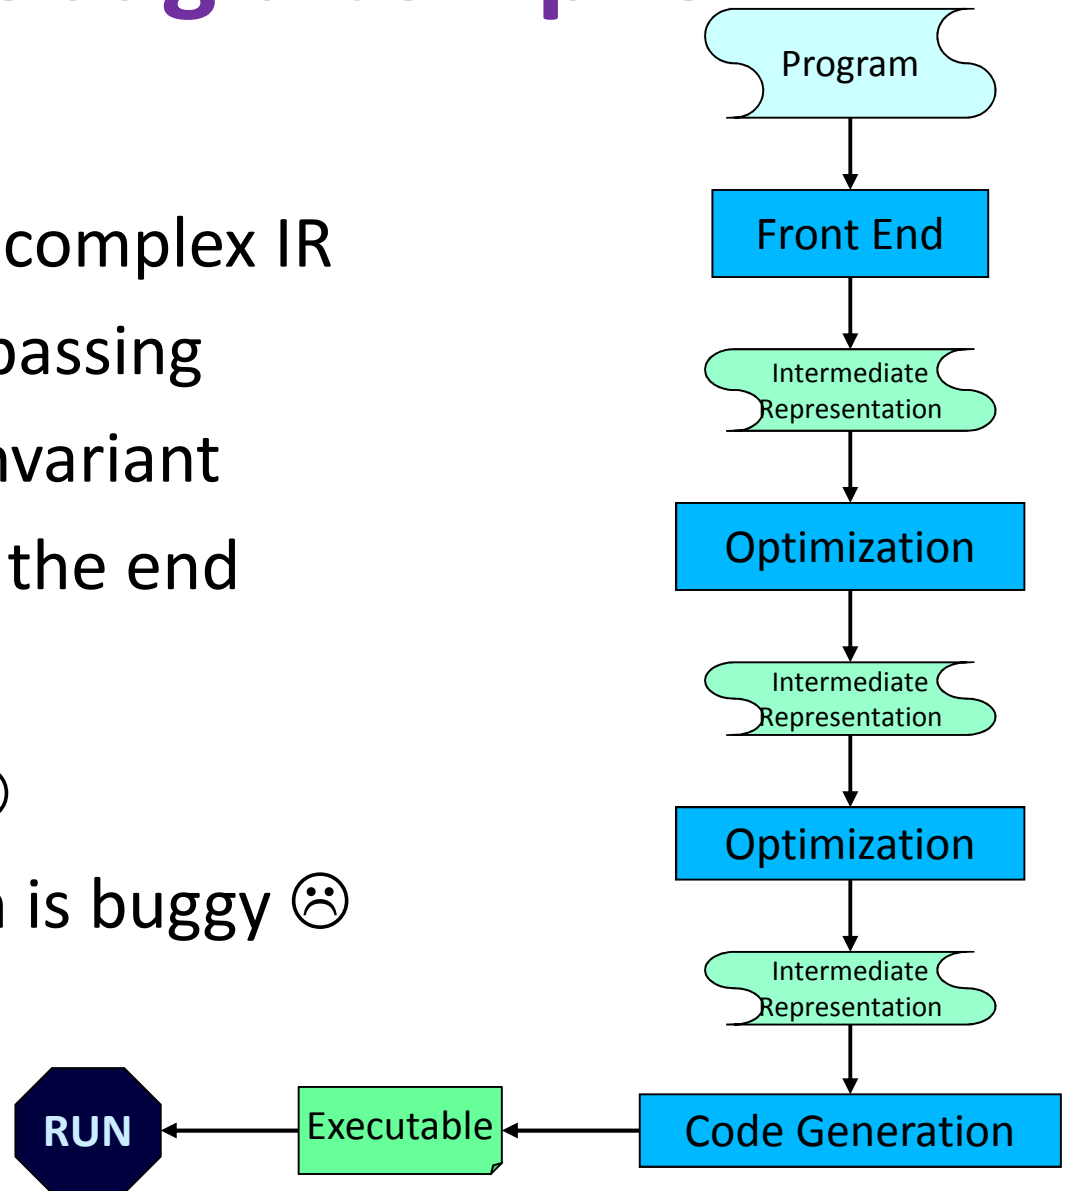 Program
complex IR
Front End
passing
Intermediate
Representation
nvariant
the end
Optimization
Intermediate
Representation
Optimization
is buggy ☹
Intermediate
Representation
RUN
Executable
Code Generation